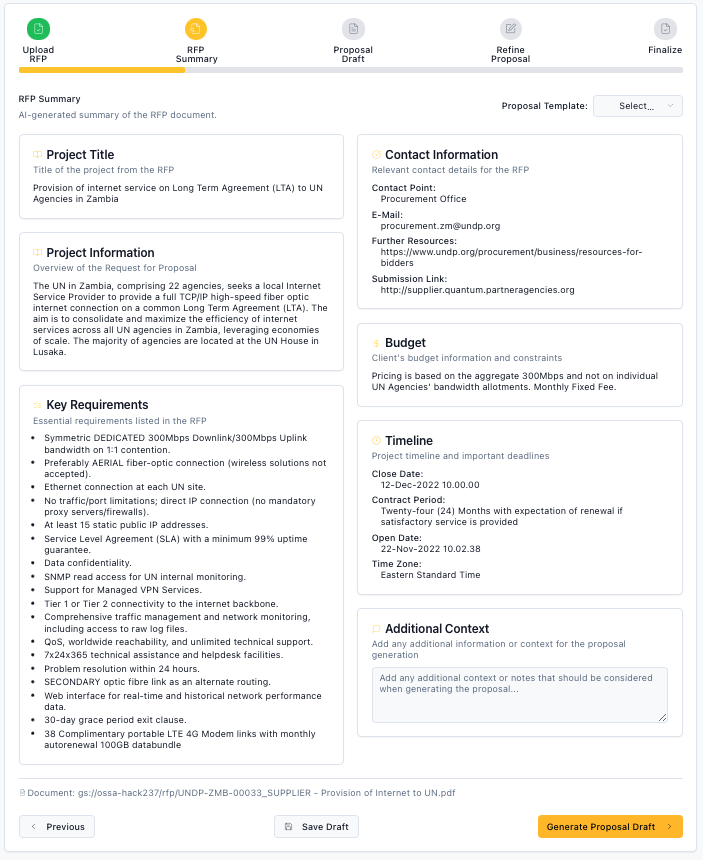 Upload
RFP
RFP
Summary
Proposal
Draft
Refine
Proposal
Finalize
RFP Summary
AI-generated summary of the RFP document.
Proposal Template:
Select...
Project Title
Title of the project from the RFP
Provision of internet service on Long Term Agreement (LTA) to UN
Agencies in Zambia
Project Information
Overview of the Request for Proposal
The UN in Zambia, comprising 22 agencies, seeks a local Internet
Service Provider to provide a full TCP/IP high-speed fiber optic
internet connection on a common Long Term Agreement (LTA). The
aim is to consolidate and maximize the efficiency of internet
services across all UN agencies in Zambia, leveraging economies
of scale. The majority of agencies are located at the UN House in
Lusaka.
Key Requirements
Essential requirements listed in the RFP
• Symmetric DEDICATED 300Mbps Downlink/300Mbps Uplink
bandwidth on 1:1 contention.
• Preferably AERIAL fiber-optic connection (wireless solutions not
accepted).
• Ethernet connection at each UN site.
• No traffic/port limitations; direct IP connection (no mandatory
proxy servers/firewalls).
• At least 15 static public IP addresses.
• Service Level Agreement (SLA) with a minimum 99% uptime
guarantee.
• Data confidentiality.
• SNMP read access for UN internal monitoring.
• Support for Managed VPN Services.
• Tier 1 or Tier 2 connectivity to the internet backbone.
• Comprehensive traffic management and network monitoring,
including access to raw log files.
• QoS, worldwide reachability, and unlimited technical support.
• 7x24x365 technical assistance and helpdesk facilities.
• Problem resolution within 24 hours.
• SECONDARY optic fibre link as an alternate routing.
• Web interface for real-time and historical network performance
data.
• 30-day grace period exit clause.
• 38 Complimentary portable LTE 4G Modem links with monthly
autorenewal 100GB databundle
Contact Information
Relevant contact details for the RFP
Contact Point:
Procurement Office
E-Mail:
procurement.zm@undp.org
Further Resources:
https://www.undp.org/procurement/business/resources-for-
bidders
Submission Link:
http://supplier.quantum.partneragencies.org
Budget
Client's budget information and constraints
Pricing is based on the aggregate 300Mbps and not on individual
UN Agencies' bandwidth allotments. Monthly Fixed Fee.
Timeline
Project timeline and important deadlines
Close Date:
12-Dec-2022 10.00.00
Contract Period:
Twenty-four (24) Months with expectation of renewal if
satisfactory service is provided
Open Date:
22-Nov-2022 10.02.38
Time Zone:
Eastern Standard Time
Additional Context
Add any additional information or context for the proposal
generation
Add any additional context or notes that should be considered
when generating the proposal...
Document: gs://ossa-hack237/rfp/UNDP-ZMB-00033_SUPPLIER - Provision of Internet to UN.pdf
Previous
Save Draft
Generate Proposal Draft